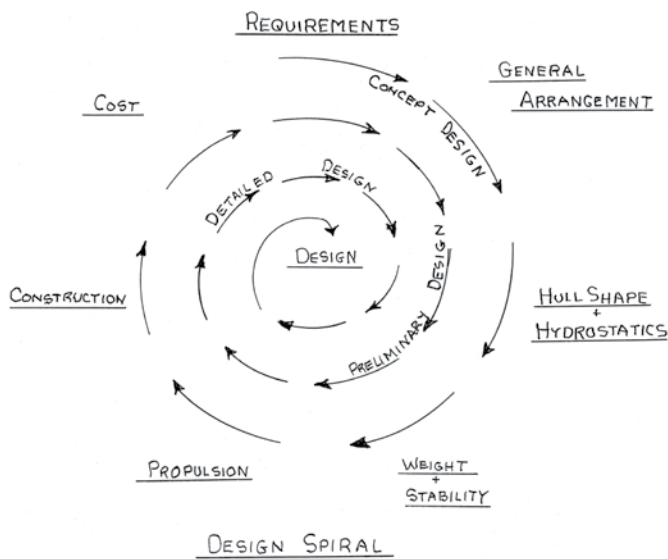 REQUIREMENTS
GENERAL
ARRANGEMENT
COST
CONCEPT DESIGN
DETAILED DESIGN
DESIGN
PRELIMINARY DESIGN
CONSTRUCTION
HULL SHAPE
+
HYDROSTATICS
PROPULSION
WEIGHT
+
STABILITY
DESIGN SPIRAL